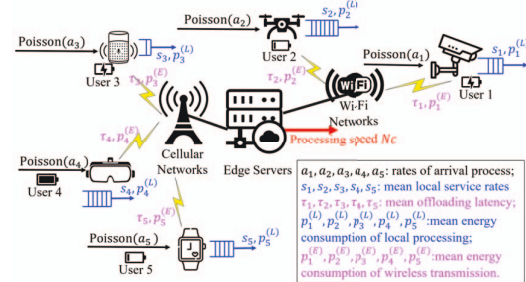 Poisson(a₂)
s₂, p₂^(L)
Poisson(a₃)
s₃, p₃^(L)
User 3
User 2
Poisson(a₁)
s₁, p₁^(L)
τ₃, p₃^(E)
τ₂, p₂^(E)
Wi Fi
User 1
Wi-Fi
Networks
τ₁, p₁^(E)
τ₄, p₄^(E)
Processing speed Nc
Poisson(a₄)
Cellular
Networks
Edge Servers
User 4
s₄, p₄^(L)
τ₅, p₅^(E)
Poisson(a₅)
s₅, p₅^(L)
User 5
a₁, a₂, a₃, a₄, a₅: rates of arrival process;
s₁, s₂, s₃, s₄, s₅: mean local service rates
τ₁, τ₂, τ₃, τ₄, τ₅: mean offloading latency;
p₁^(L), p₂^(L), p₃^(L), p₄^(L), p₅^(L):mean energy
consumption of local processing;
p₁^(E), p₂^(E), p₃^(E), p₄^(E), p₅^(E):mean energy
consumption of wireless transmission.